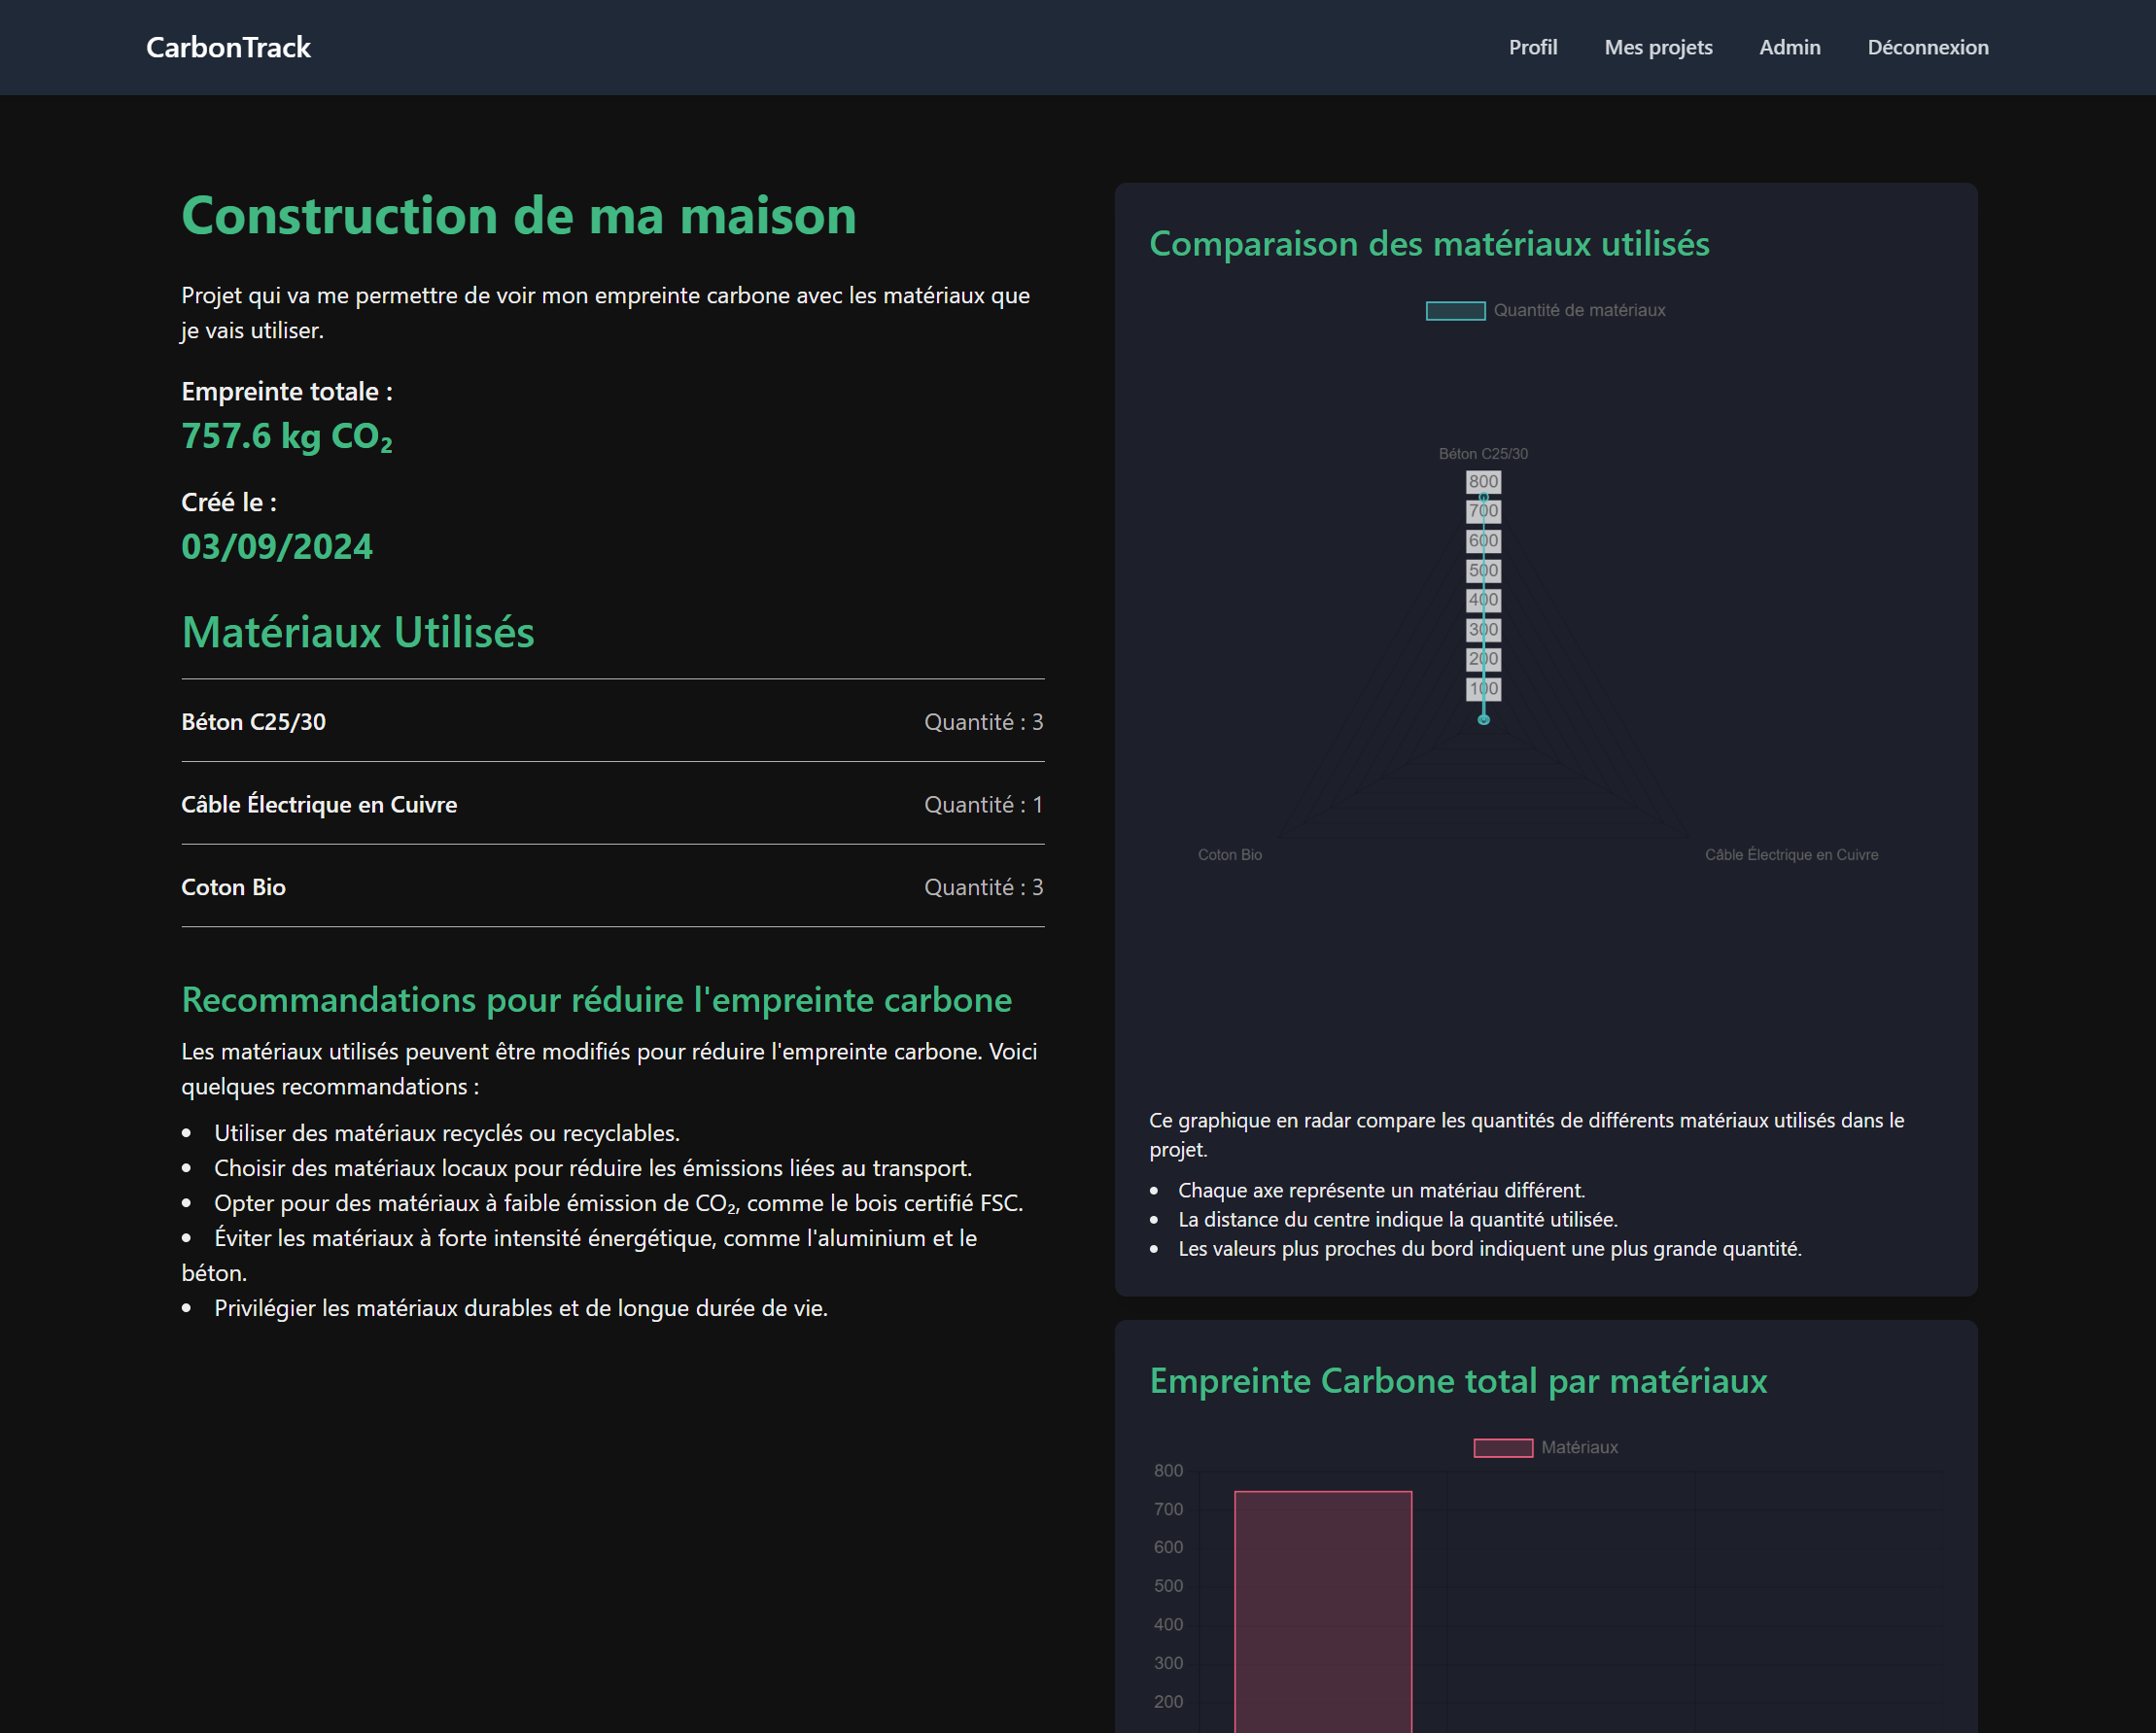 CarbonTrack
Profil
Mes projets
Admin
Déconnexion
Construction de ma maison
Projet qui va me permettre de voir mon empreinte carbone avec les matériaux que
je vais utiliser.
Empreinte totale :
757.6 kg CO₂
Créé le :
03/09/2024
Matériaux Utilisés
Béton C25/30
Quantité : 3
Câble Électrique en Cuivre
Quantité : 1
Coton Bio
Quantité : 3
Recommandations pour réduire l'empreinte carbone
Les matériaux utilisés peuvent être modifiés pour réduire l'empreinte carbone. Voici
quelques recommandations :
• Utiliser des matériaux recyclés ou recyclables.
• Choisir des matériaux locaux pour réduire les émissions liées au transport.
• Opter pour des matériaux à faible émission de CO₂, comme le bois certifié FSC.
• Éviter les matériaux à forte intensité énergétique, comme l'aluminium et le
béton.
• Privilégier les matériaux durables et de longue durée de vie.
Comparaison des matériaux utilisés
Quantité de matériaux
Béton C25/30
800
700
600
500
400
300
200
100
Coton Bio
Câble Électrique en Cuivre
Ce graphique en radar compare les quantités de différents matériaux utilisés dans le
projet.
• Chaque axe représente un matériau différent.
• La distance du centre indique la quantité utilisée.
• Les valeurs plus proches du bord indiquent une plus grande quantité.
Empreinte Carbone total par matériaux
Matériaux
800
700
600
500
400
300
200